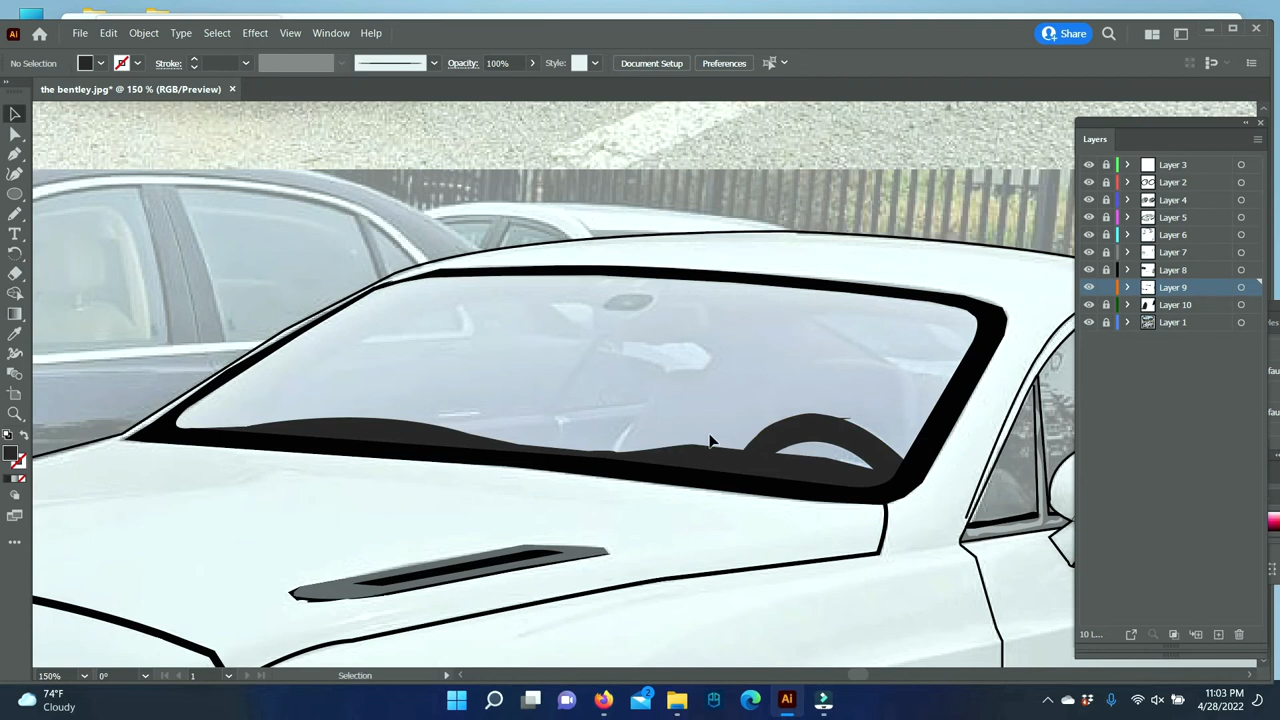 Ai File Edit Object Type Select Effect View Window Help Share
No Selection Stroke: Opacity: 100% Style: Document Setup Preferences
the bentley.jpg* @ 150 % (RGB/Preview)
Layers
Layer 3
Layer 2
Layer 4
Layer 5
Layer 6
Layer 7
Layer 8
Layer 9
Layer 10
Layer 1
10 L...
150% 0° 1 Selection
74°F
Cloudy
2
Ai
11:03 PM
4/28/2022